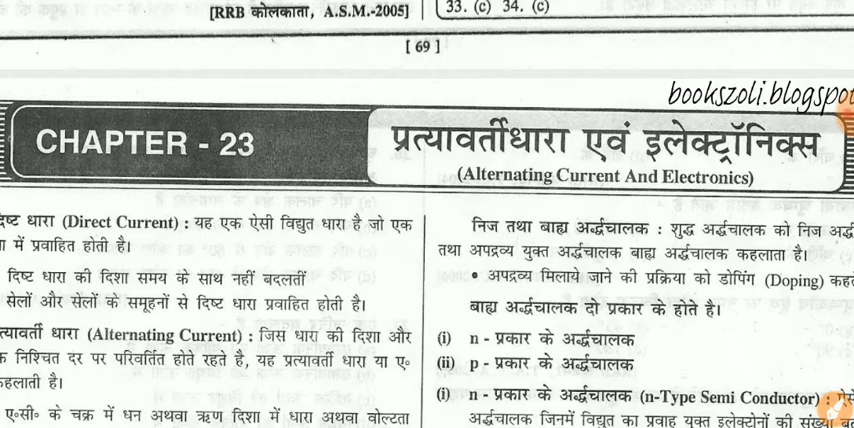 [RRB कोलकाता, A.S.M.-2005]
33. (c) 34. (c)
[ 69 ]
bookszoli.blogspot
CHAPTER - 23
प्रत्यावर्तीधारा एवं इलेक्ट्रॉनिक्स
(Alternating Current And Electronics)
दिष्ट धारा (Direct Current) : यह एक ऐसी विद्युत धारा है जो एक
में प्रवाहित होती है।
दिष्ट धारा की दिशा समय के साथ नहीं बदलतीं
सेलों और सेलों के समूहनों से दिष्ट धारा प्रवाहित होती है।
त्यावर्ती धारा (Alternating Current) : जिस धारा की दिशा और
क निश्चित दर पर परिवर्तित होते रहते है, यह प्रत्यावर्ती धारा या ए०
कहलाती है।
ए०सी० के चक्र में धन अथवा ऋण दिशा में धारा अथवा बोल्टता
निज तथा बाह्य अर्द्धचालक : शुद्ध अर्द्धचालक को निज अर्द्ध
तथा अपद्रव्य युक्त अर्द्धचालक बाह्य अर्द्धचालक कहलाता है।
• अपद्रव्य मिलाये जाने की प्रक्रिया को डोपिंग (Doping) कह
बाह्य अर्द्धचालक दो प्रकार के होते है।
(i) n - प्रकार के अर्द्धचालक
(ii) p - प्रकार के अर्द्धचालक
(i) n - प्रकार के अर्द्धचालक (n-Type Semi Conductor) : ऐसे
अर्द्धचालक जिनमें विद्युत का प्रवाह युक्त इलेक्टोनों की संख्या